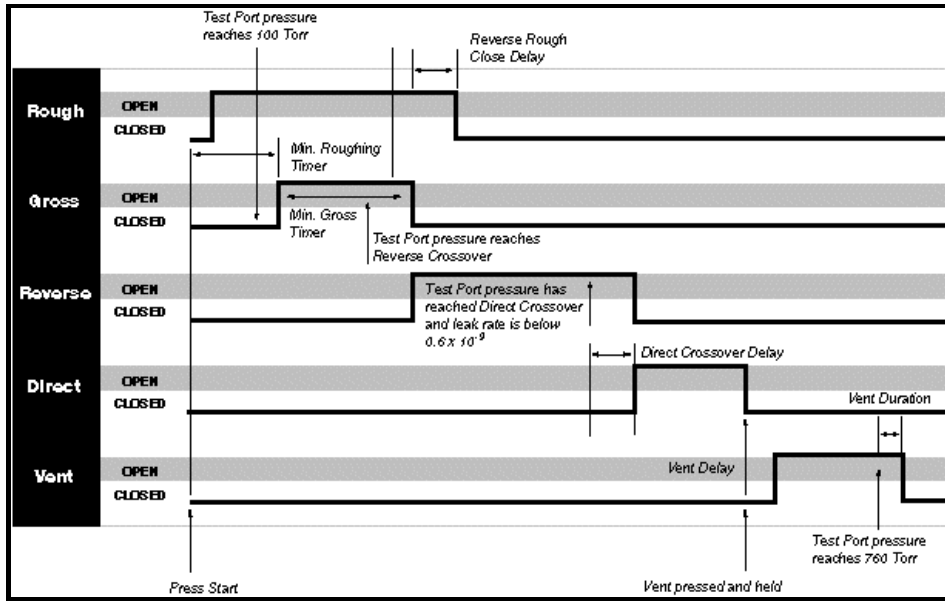 Test Port pressure
reaches 100 Torr
Reverse Rough
Close Delay
Rough
OPEN
CLOSED
Min. Roughing
Timer
Gross
OPEN
CLOSED
Min. Gross
Timer
Test Port pressure reaches
Reverse Crossover
Reverse
OPEN
CLOSED
Test Port pressure has
reached Direct Crossover
and leak rate is below
0.6 x 10-9
Direct Crossover Delay
Direct
OPEN
CLOSED
Vent Duration
Vent
OPEN
CLOSED
Vent Delay
Test Port pressure
reaches 760 Torr
Press Start
Vent pressed and held